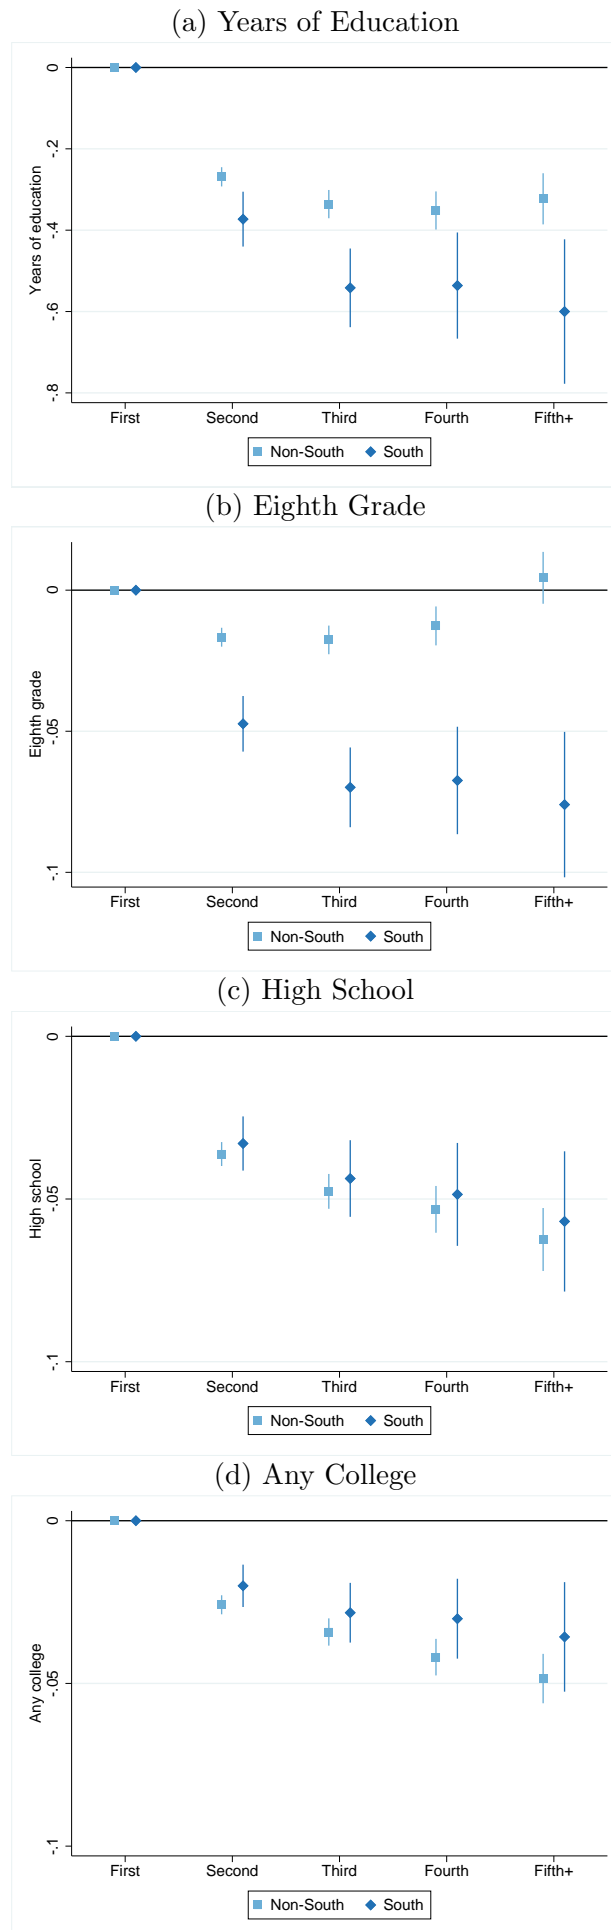 (a) Years of Education
Years of education
0
-.2
-.4
-.6
-.8
First Second Third Fourth Fifth+
Non-South South
(b) Eighth Grade
Eighth grade
0
-.05
-.1
First Second Third Fourth Fifth+
Non-South South
(c) High School
High school
0
-.05
-.1
First Second Third Fourth Fifth+
Non-South South
(d) Any College
Any college
0
-.05
-.1
First Second Third Fourth Fifth+
Non-South South